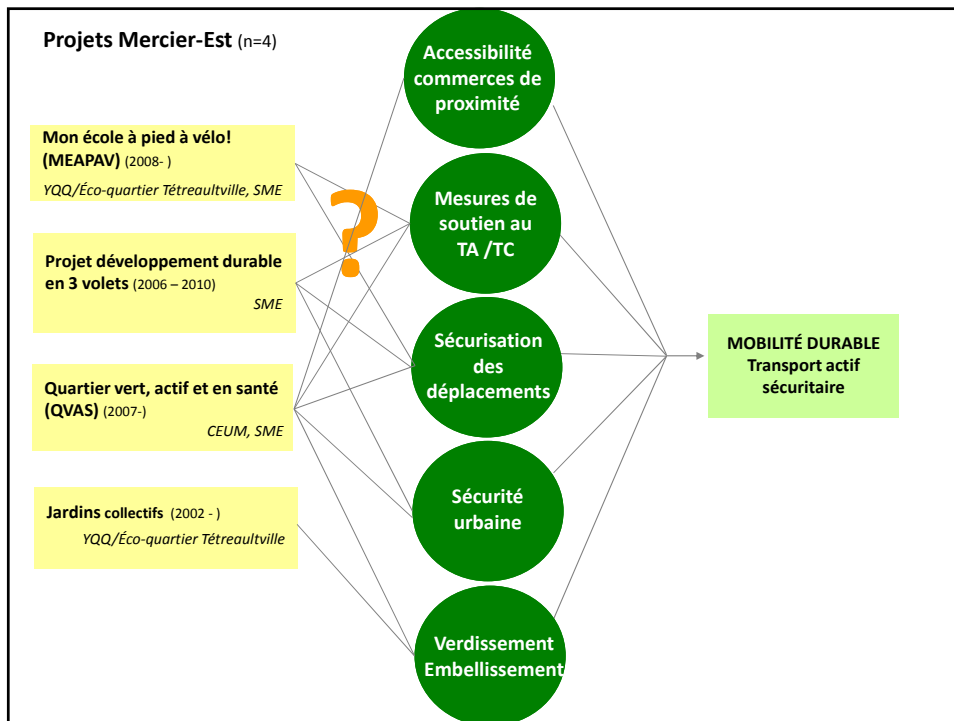 Projets Mercier-Est (n=4)
Mon école à pied à vélo!
(MEAPAV) (2008- )
YQQ/Éco-quartier Tétreaultville, SME
Projet développement durable
en 3 volets (2006 – 2010)
SME
Quartier vert, actif et en santé
(QVAS) (2007-)
CEUM, SME
Jardins collectifs (2002 - )
YQQ/Éco-quartier Tétreaultville
?
Accessibilité
commerces de
proximité
Mesures de
soutien au
TA /TC
Sécurisation
des
déplacements
Sécurité
urbaine
Verdissement
Embellissement
MOBILITÉ DURABLE
Transport actif
sécuritaire